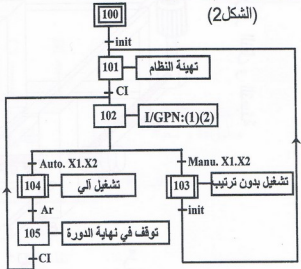 (الشكل2)
100
init
101
تهيئة النظام
CI
102
I/GPN:(1)(2)
Auto. X1.X2
Manu. X1.X2
104
تشغيل آلي
103
تشغيل بدون ترتيب
Ar
init
105
توقف في نهاية الدورة
CI